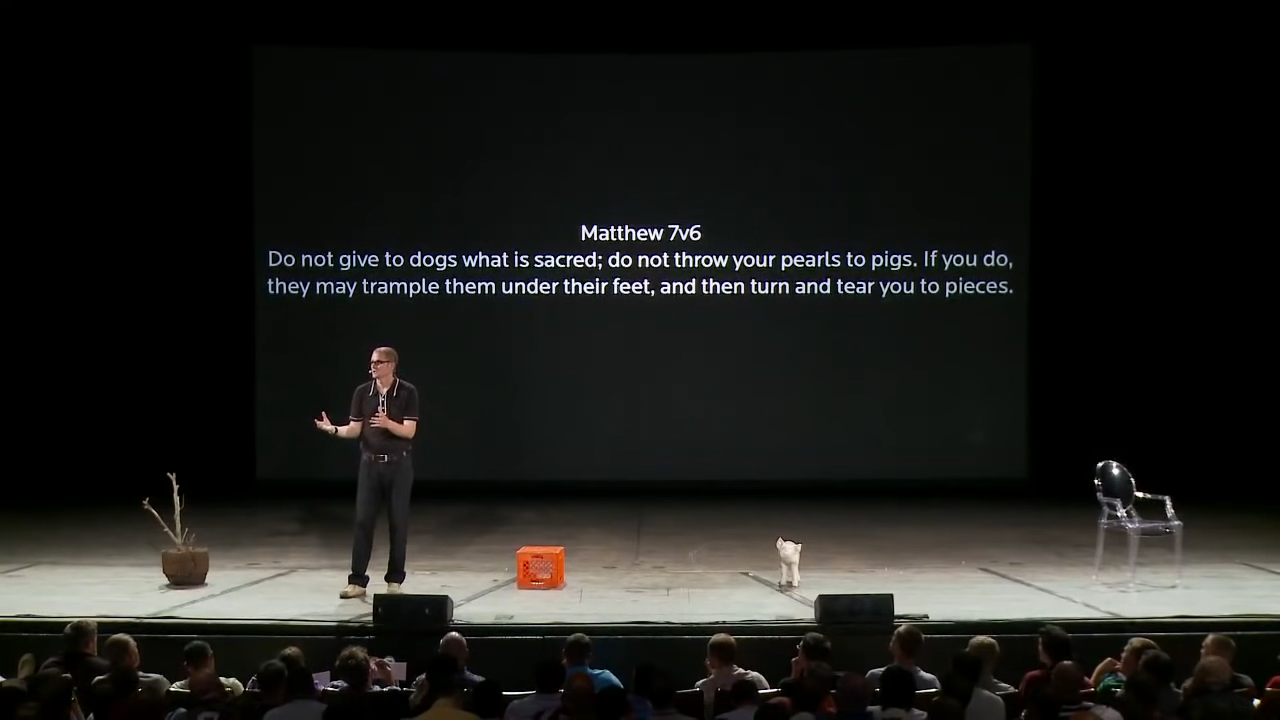 Matthew 7v6
Do not give to dogs what is sacred; do not throw your pearls to pigs. If you do,
they may trample them under their feet, and then turn and tear you to pieces.